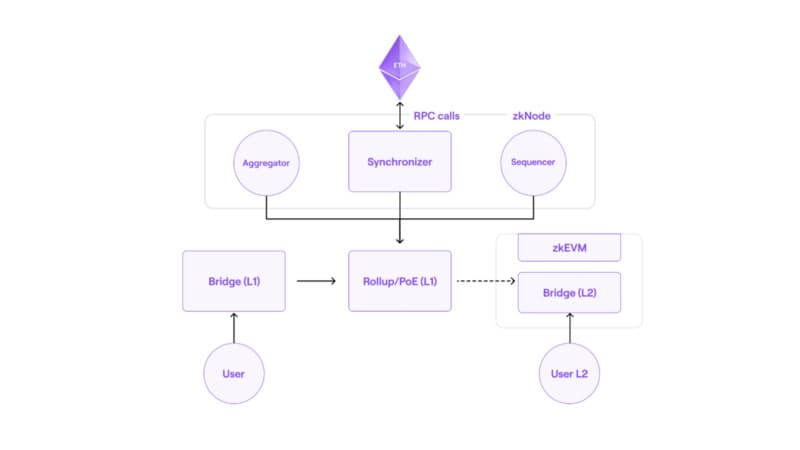 ETH
RPC calls
zkNode
Aggregator
Synchronizer
Sequencer
zkEVM
Bridge (L1)
Rollup/PoE (L1)
Bridge (L2)
User
User L2